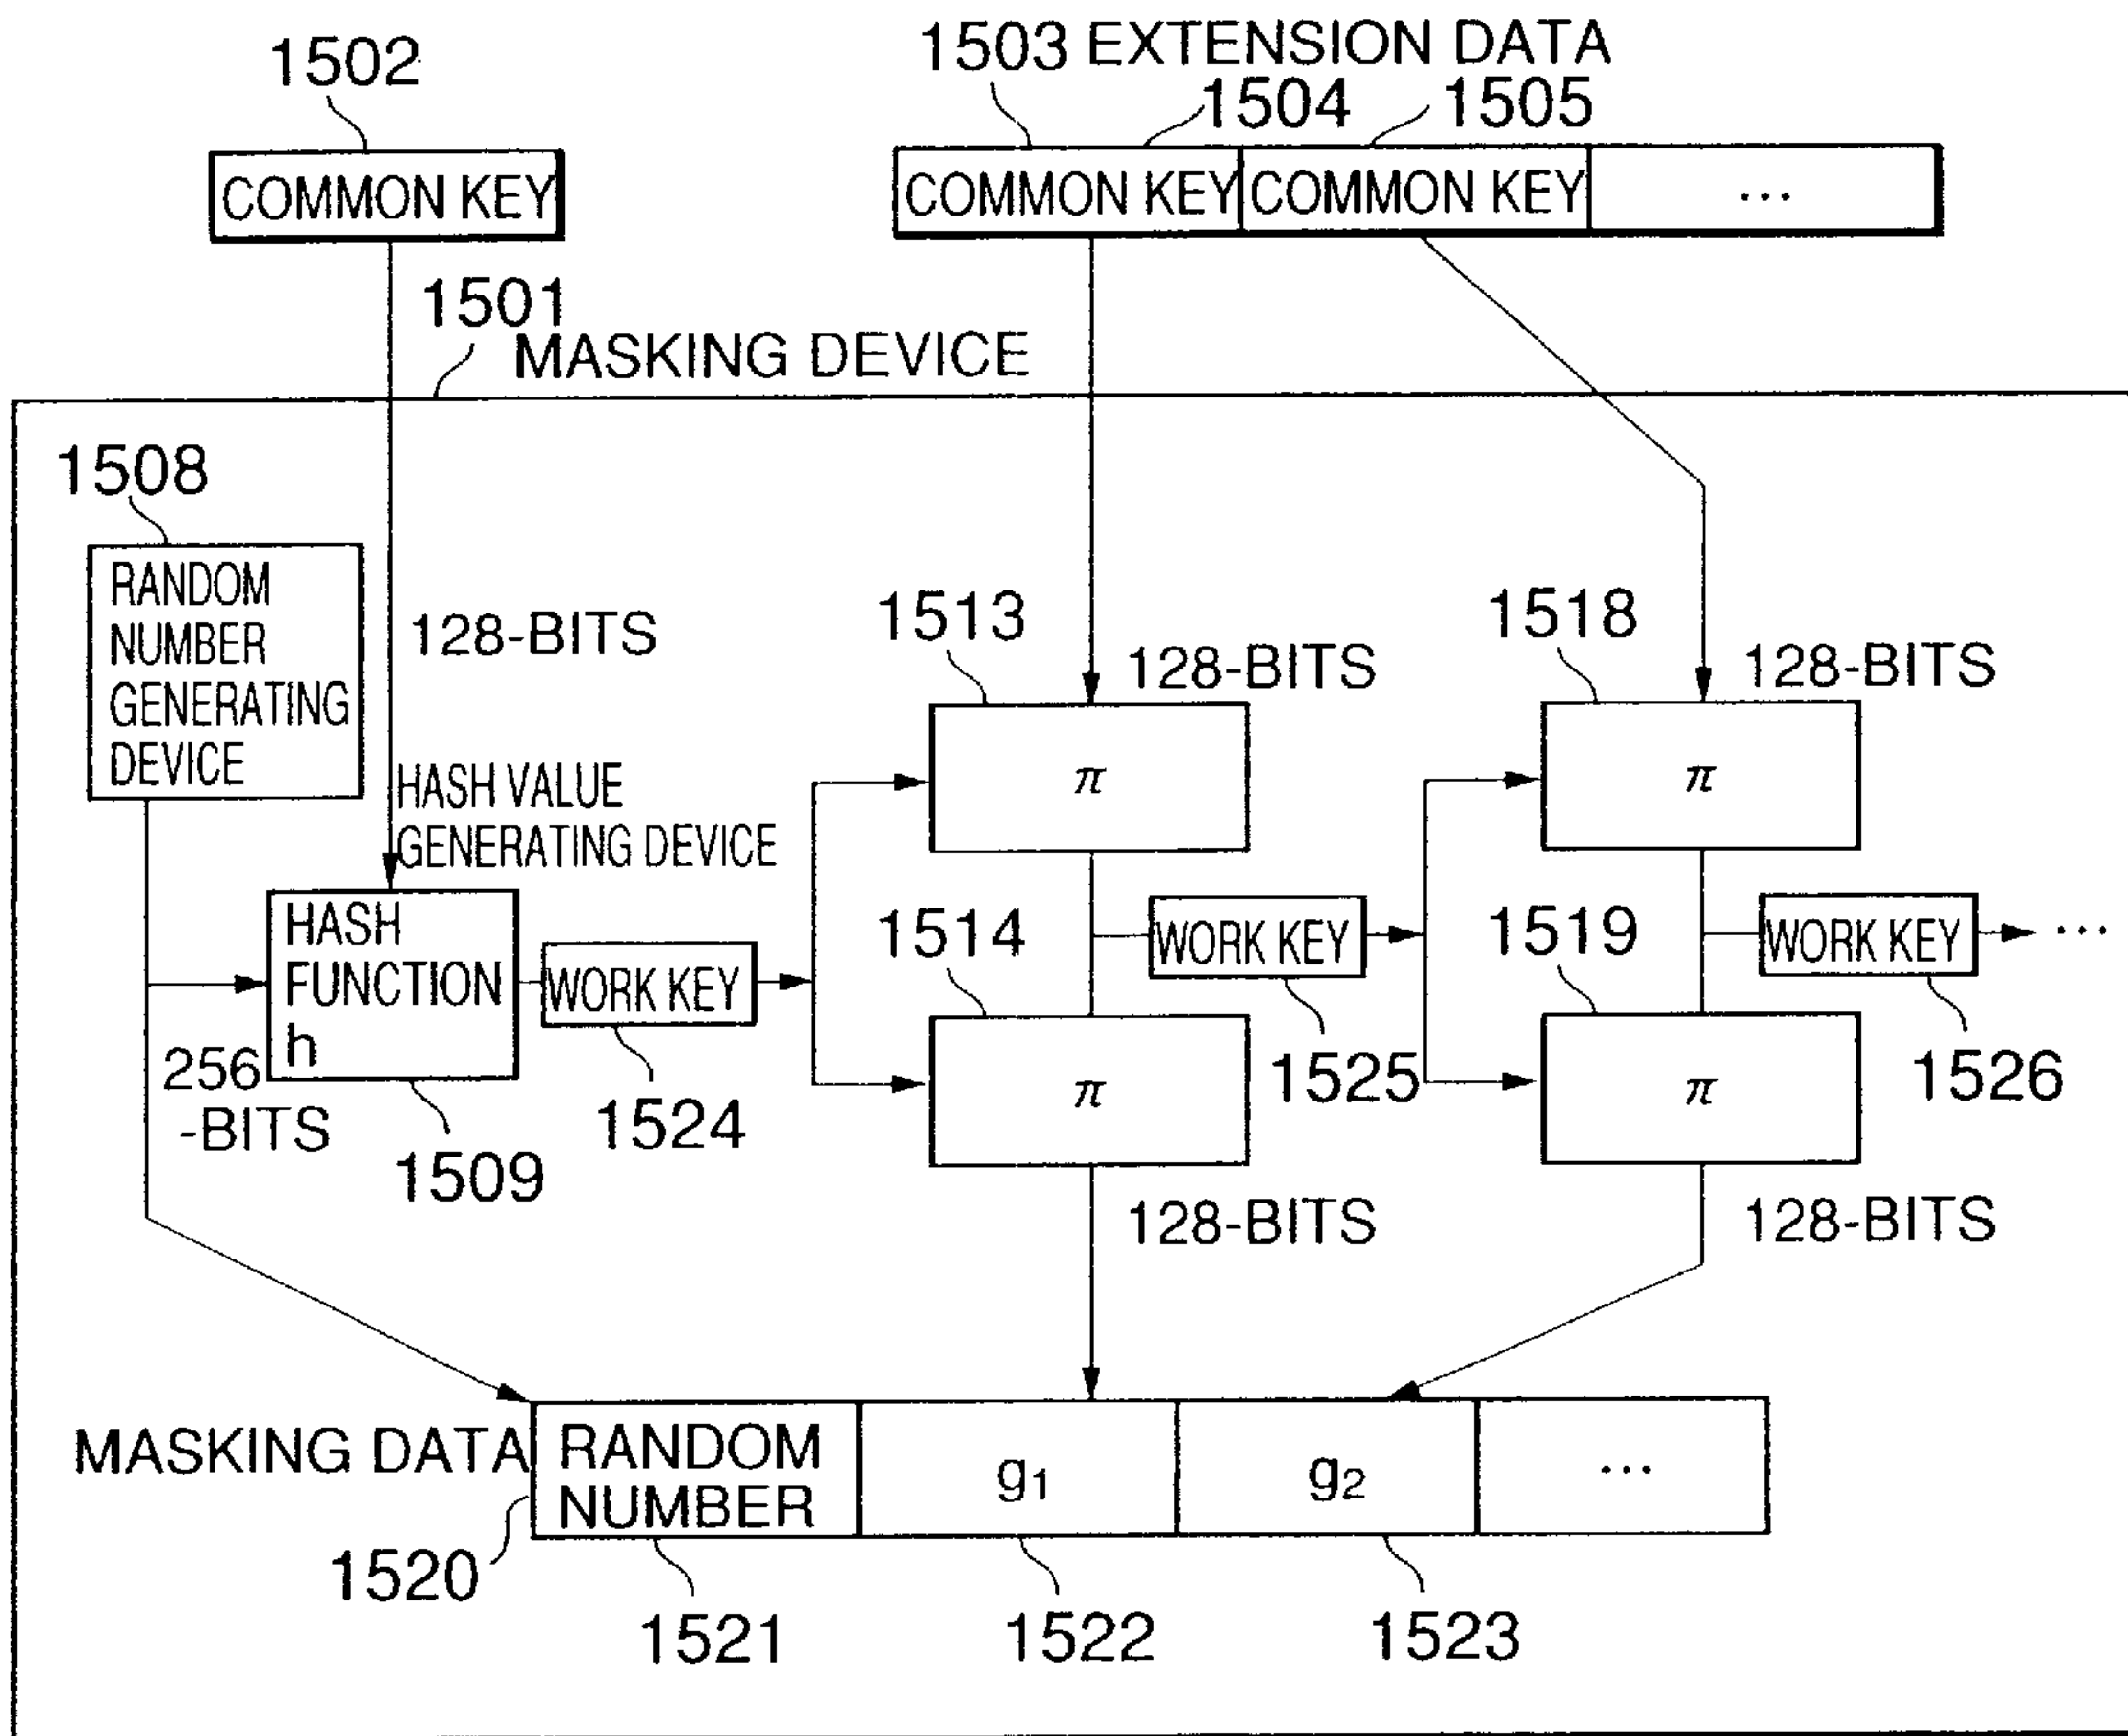 1502
1503 EXTENSION DATA
1504
1505
COMMON KEY
COMMON KEY
COMMON KEY
...
1501
MASKING DEVICE
1508
RANDOM
NUMBER
GENERATING
DEVICE
128-BITS
1513
128-BITS
1518
128-BITS
π
π
HASH VALUE
GENERATING DEVICE
HASH
FUNCTION
h
WORK KEY
1514
WORK KEY
1519
WORK KEY
...
256
-BITS
1509
1524
π
1525
π
1526
128-BITS
128-BITS
MASKING DATA
RANDOM
NUMBER
g₁
g₂
...
1520
1521
1522
1523